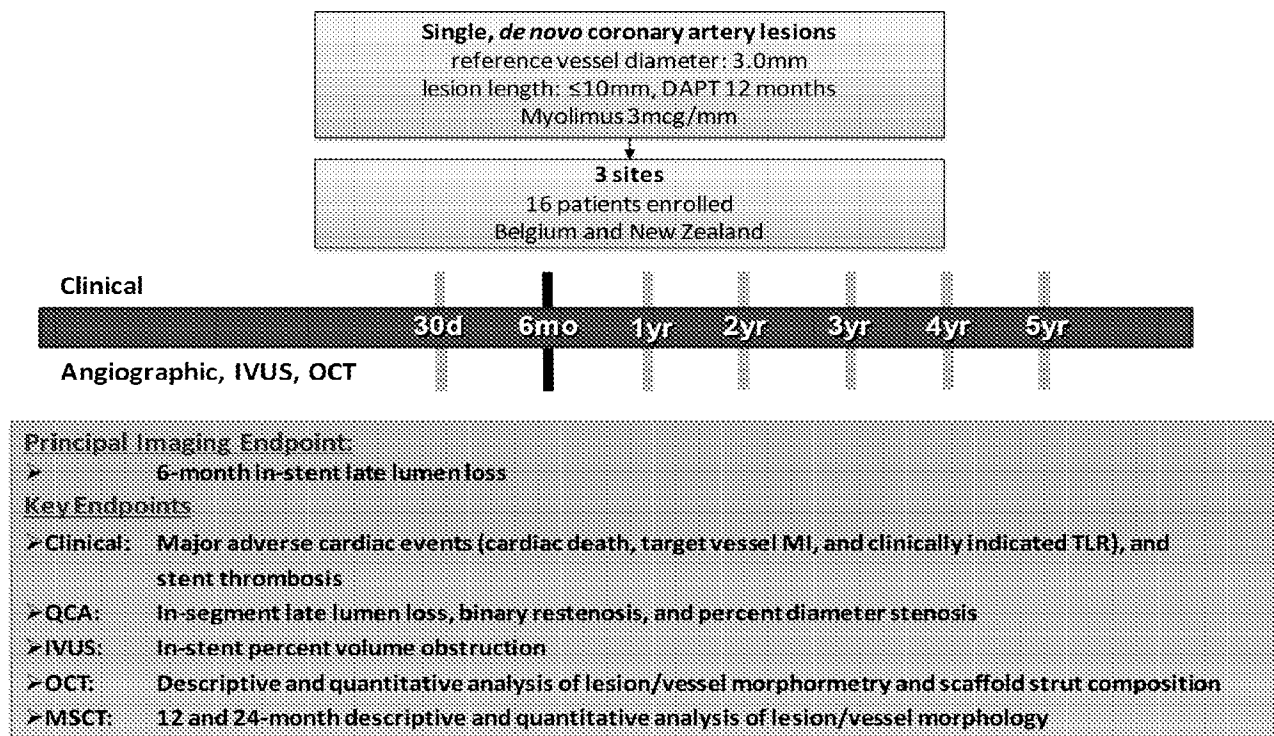 Single, de novo coronary artery lesions
reference vessel diameter: 3.0mm
lesion length: ≤10mm, DAPT 12 months
Myolimus 3mcg/mm
3 sites
16 patients enrolled
Belgium and New Zealand
Clinical
30d 6mo 1yr 2yr 3yr 4yr 5yr
Angiographic, IVUS, OCT
Principal Imaging Endpoint:
➢ 6-month in-stent late lumen loss
Key Endpoints
➢Clinical: Major adverse cardiac events (cardiac death, target vessel MI, and clinically indicated TLR), and
stent thrombosis
➢QCA: In-segment late lumen loss, binary restenosis, and percent diameter stenosis
➢IVUS: In-stent percent volume obstruction
➢OCT: Descriptive and quantitative analysis of lesion/vessel morphormetry and scaffold strut composition
➢MSCT: 12 and 24-month descriptive and quantitative analysis of lesion/vessel morphology